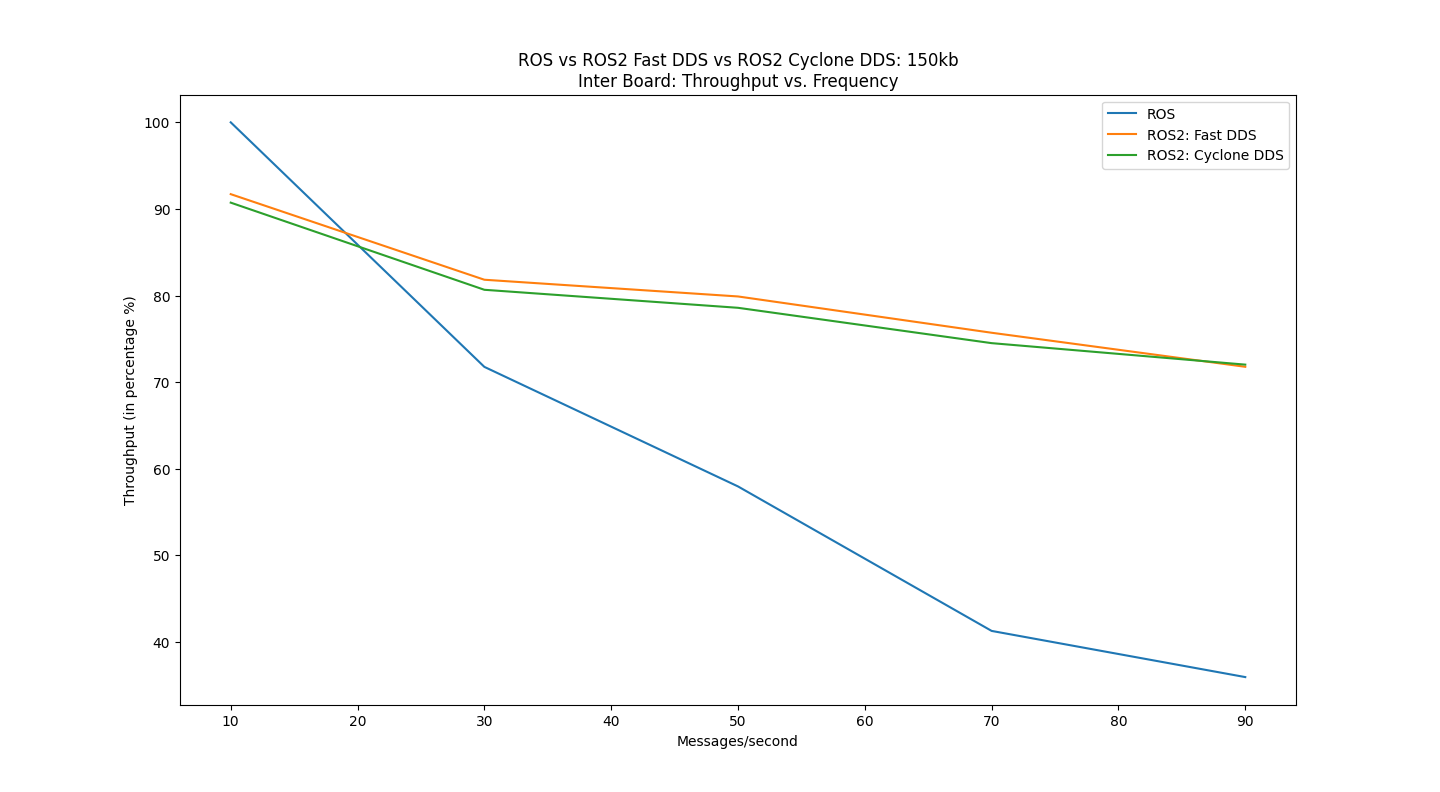 ROS vs ROS2 Fast DDS vs ROS2 Cyclone DDS: 150kb
Inter Board: Throughput vs. Frequency
ROS
ROS2: Fast DDS
ROS2: Cyclone DDS
Throughput (in percentage %)
100
90
80
70
60
50
40
10 20 30 40 50 60 70 80 90
Messages/second